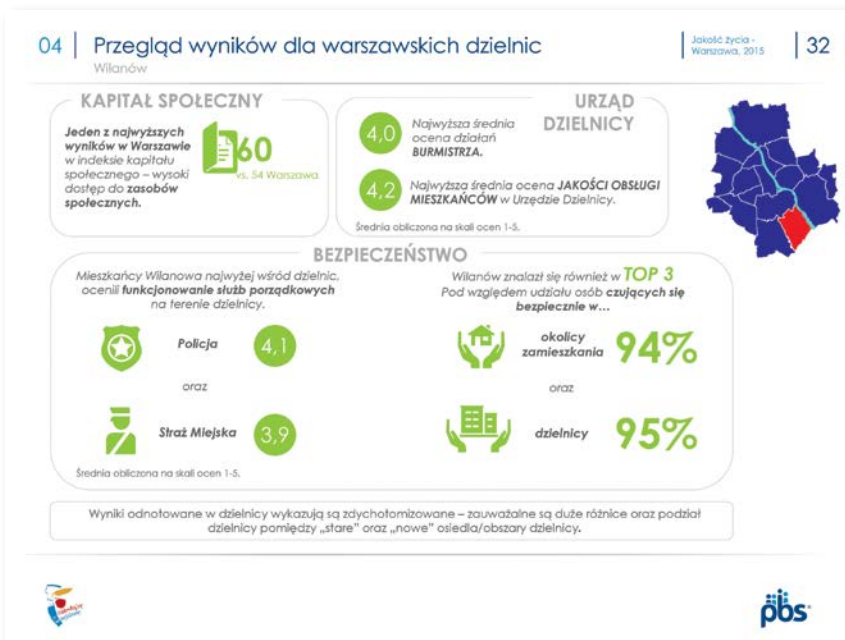 04 Przegląd wyników dla warszawskich dzielnic
Wilanów
Jakość życia -
Warszawa, 2015
32
KAPITAŁ SPOŁECZNY
Jeden z najwyższych
wyników w Warszawie
w indeksie kapitału
społecznego – wysoki
dostęp do zasobów
społecznych.
60
vs. 54 Warszawa
URZĄD
DZIELNICY
4,0
Najwyższa średnia
ocena działań
BURMISTRZA.
4,2
Najwyższa średnia ocena JAKOŚCI OBSŁUGI
MIESZKAŃCÓW w Urzędzie Dzielnicy.
Średnia obliczona na skali ocen 1-5.
BEZPIECZEŃSTWO
Mieszkańcy Wilanowa najwyżej wśród dzielnic,
ocenili funkcjonowanie służb porządkowych
na terenie dzielnicy.
Policja 4,1
oraz
Straż Miejska 3,9
Średnia obliczona na skali ocen 1-5.
Wilanów znalazł się również w TOP 3
Pod względem udziału osób czujących się
bezpiecznie w...
okolicy
zamieszkania
94%
oraz
dzielnicy 95%
Wyniki odnotowane w dzielnicy wykazują są zdychotomizowane – zauważalne są duże różnice oraz podział
dzielnicy pomiędzy „stare” oraz „nowe” osiedla/obszary dzielnicy.
pbs